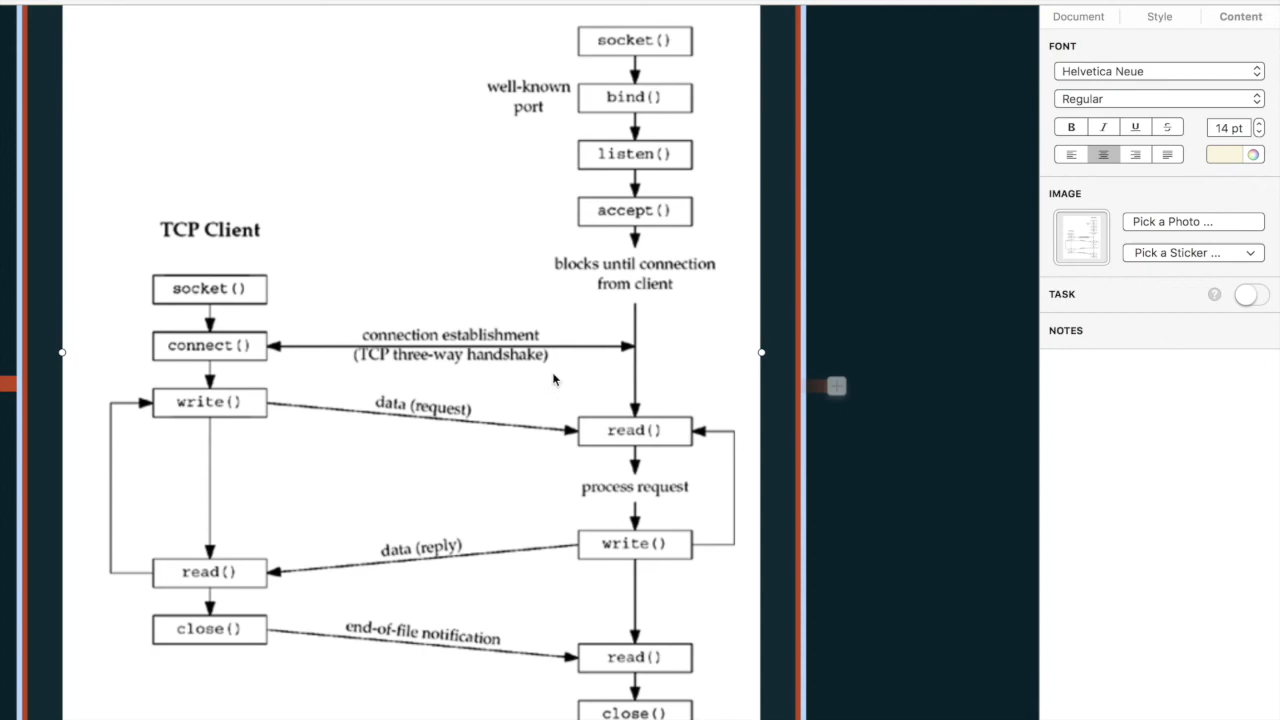 socket()
well-known
port
bind()
listen()
accept()
blocks until connection
from client
TCP Client
socket()
connect()
connection establishment
(TCP three-way handshake)
write()
data (request)
read()
process request
write()
data (reply)
read()
close()
end-of-file notification
read()
close()
Document
Style
Content
FONT
Helvetica Neue
Regular
B
I
U
S
14 pt
IMAGE
Pick a Photo ...
Pick a Sticker ...
TASK
?
NOTES